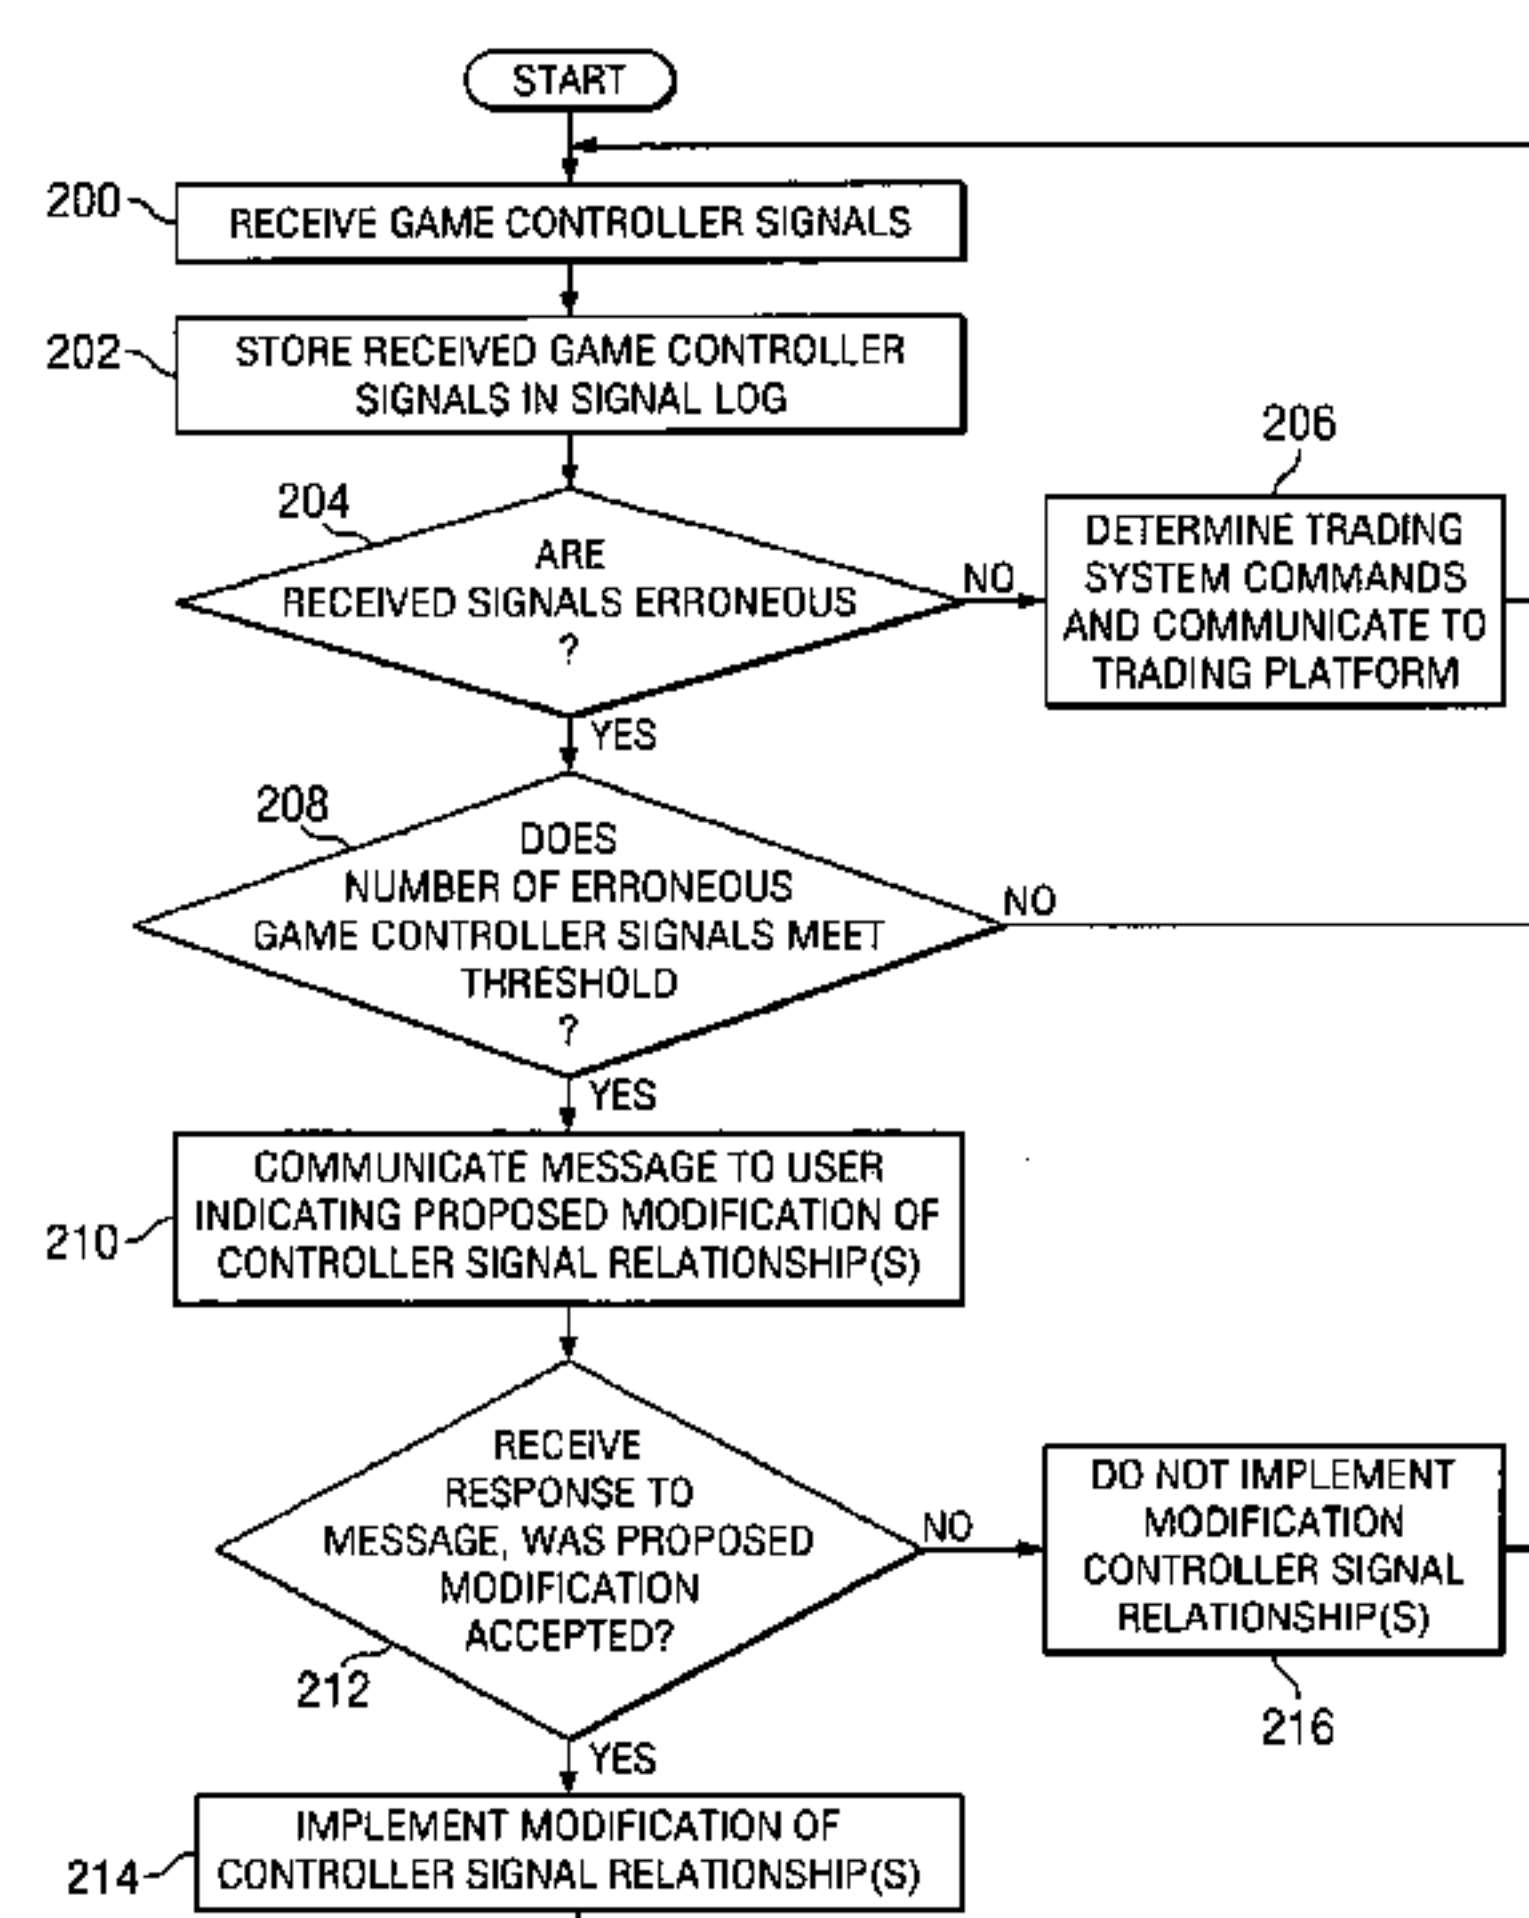 START
200
RECEIVE GAME CONTROLLER SIGNALS
202
STORE RECEIVED GAME CONTROLLER
SIGNALS IN SIGNAL LOG
204
ARE
RECEIVED SIGNALS ERRONEOUS
?
NO
206
DETERMINE TRADING
SYSTEM COMMANDS
AND COMMUNICATE TO
TRADING PLATFORM
YES
208
DOES
NUMBER OF ERRONEOUS
GAME CONTROLLER SIGNALS MEET
THRESHOLD
?
NO
YES
210
COMMUNICATE MESSAGE TO USER
INDICATING PROPOSED MODIFICATION OF
CONTROLLER SIGNAL RELATIONSHIP(S)
RECEIVE
RESPONSE TO
MESSAGE, WAS PROPOSED
MODIFICATION
ACCEPTED?
212
NO
DO NOT IMPLEMENT
MODIFICATION
CONTROLLER SIGNAL
RELATIONSHIP(S)
216
YES
214
IMPLEMENT MODIFICATION OF
CONTROLLER SIGNAL RELATIONSHIP(S)